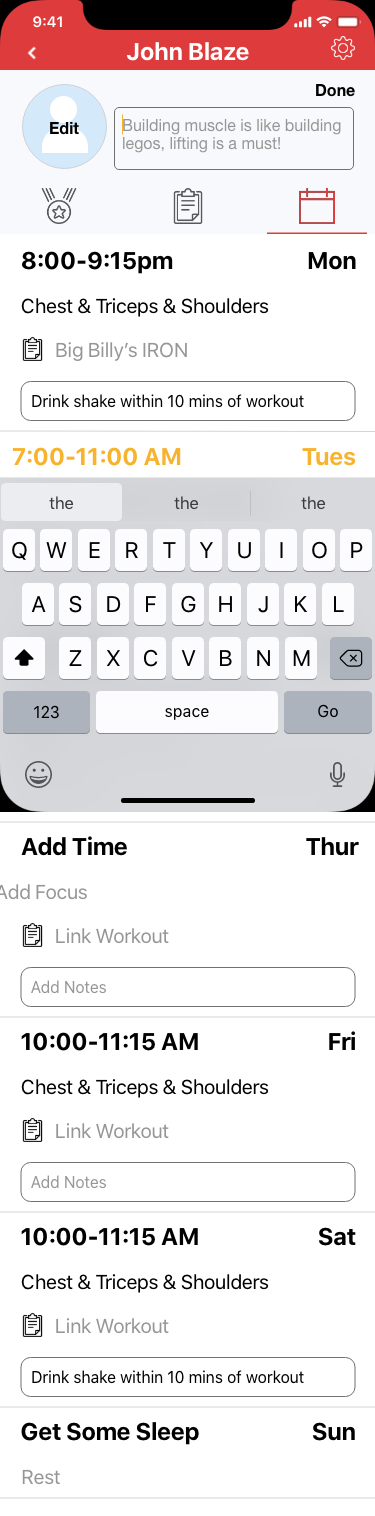 9:41
John Blaze
Done
Edit
Building muscle is like building
legos, lifting is a must!
8:00-9:15pm Mon
Chest & Triceps & Shoulders
Big Billy’s IRON
Drink shake within 10 mins of workout
7:00-11:00 AM Tues
the the the
Q W E R T Y U I O P
A S D F G H J K L
Z X C V B N M
123 space Go
Add Time Thur
Add Focus
Link Workout
Add Notes
10:00-11:15 AM Fri
Chest & Triceps & Shoulders
Link Workout
Add Notes
10:00-11:15 AM Sat
Chest & Triceps & Shoulders
Link Workout
Drink shake within 10 mins of workout
Get Some Sleep Sun
Rest